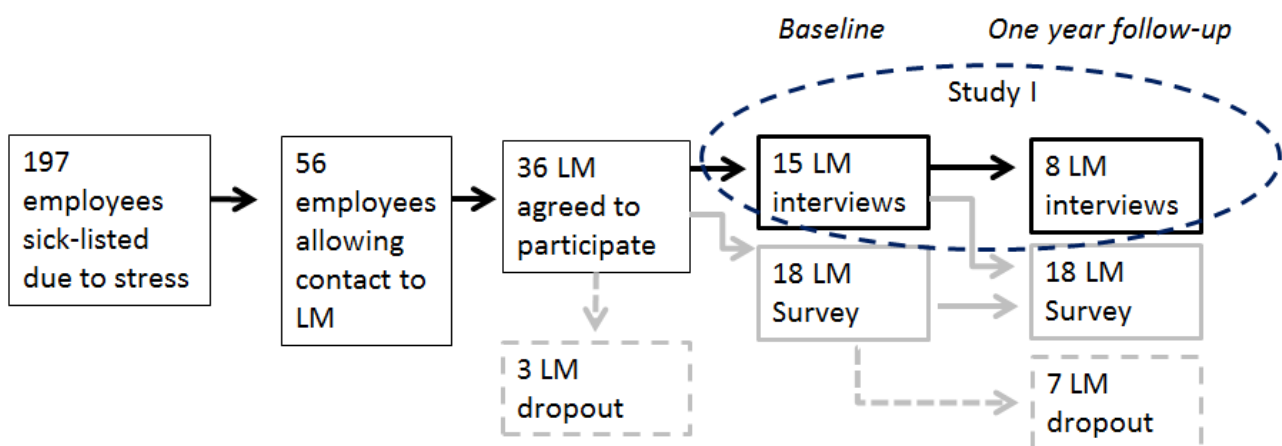 Baseline
One year follow-up
Study I
197
employees
sick-listed
due to stress
56
employees
allowing
contact to
LM
36 LM
agreed to
participate
3 LM
dropout
15 LM
interviews
18 LM
Survey
8 LM
interviews
18 LM
Survey
7 LM
dropout